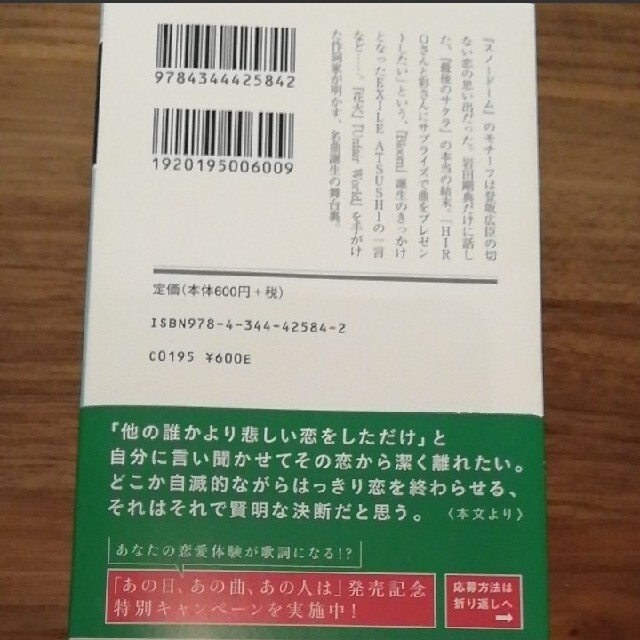 『スノードーム』のモチーフは登坂広臣の切
ない恋の思い出だった。岩田剛典だけに話し
た、『最後のサクラ』の本当の結末。「HIR
Oさんと彩さんにサプライズで曲をプレゼン
トしたい」という、『Bloom』誕生のきっかけ
となったEXILE ATSUSHIの一言
など……。『花火』『Unfair World』を手がけ
た作詞家が明かす、名曲誕生の舞台裏。
9784344425842
1920195006009
定価(本体600円+税)
ISBN978-4-344-42584-2
C0195 ¥600E
「他の誰かより悲しい恋をしただけ」と
自分に言い聞かせてその恋から潔く離れたい。
どこか自滅的ながらはっきり恋を終わらせる、
それはそれで賢明な決断だと思う。〈本文より〉
あなたの恋愛体験が歌詞になる!?
「あの日、あの曲、あの人は」発売記念
特別キャンペーンを実施中!
応募方法は
折り返しへ